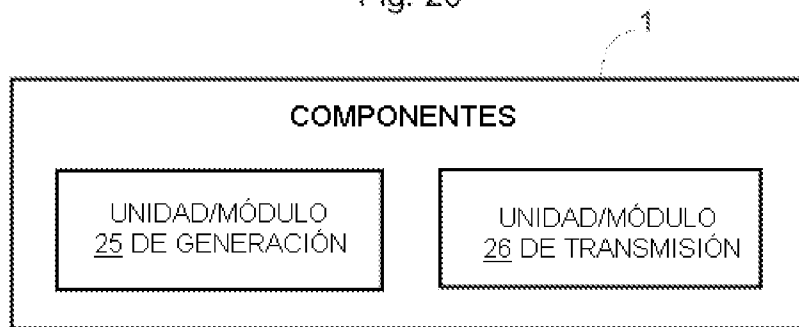 1
COMPONENTES
UNIDAD/MÓDULO
25 DE GENERACIÓN
UNIDAD/MÓDULO
26 DE TRANSMISIÓN